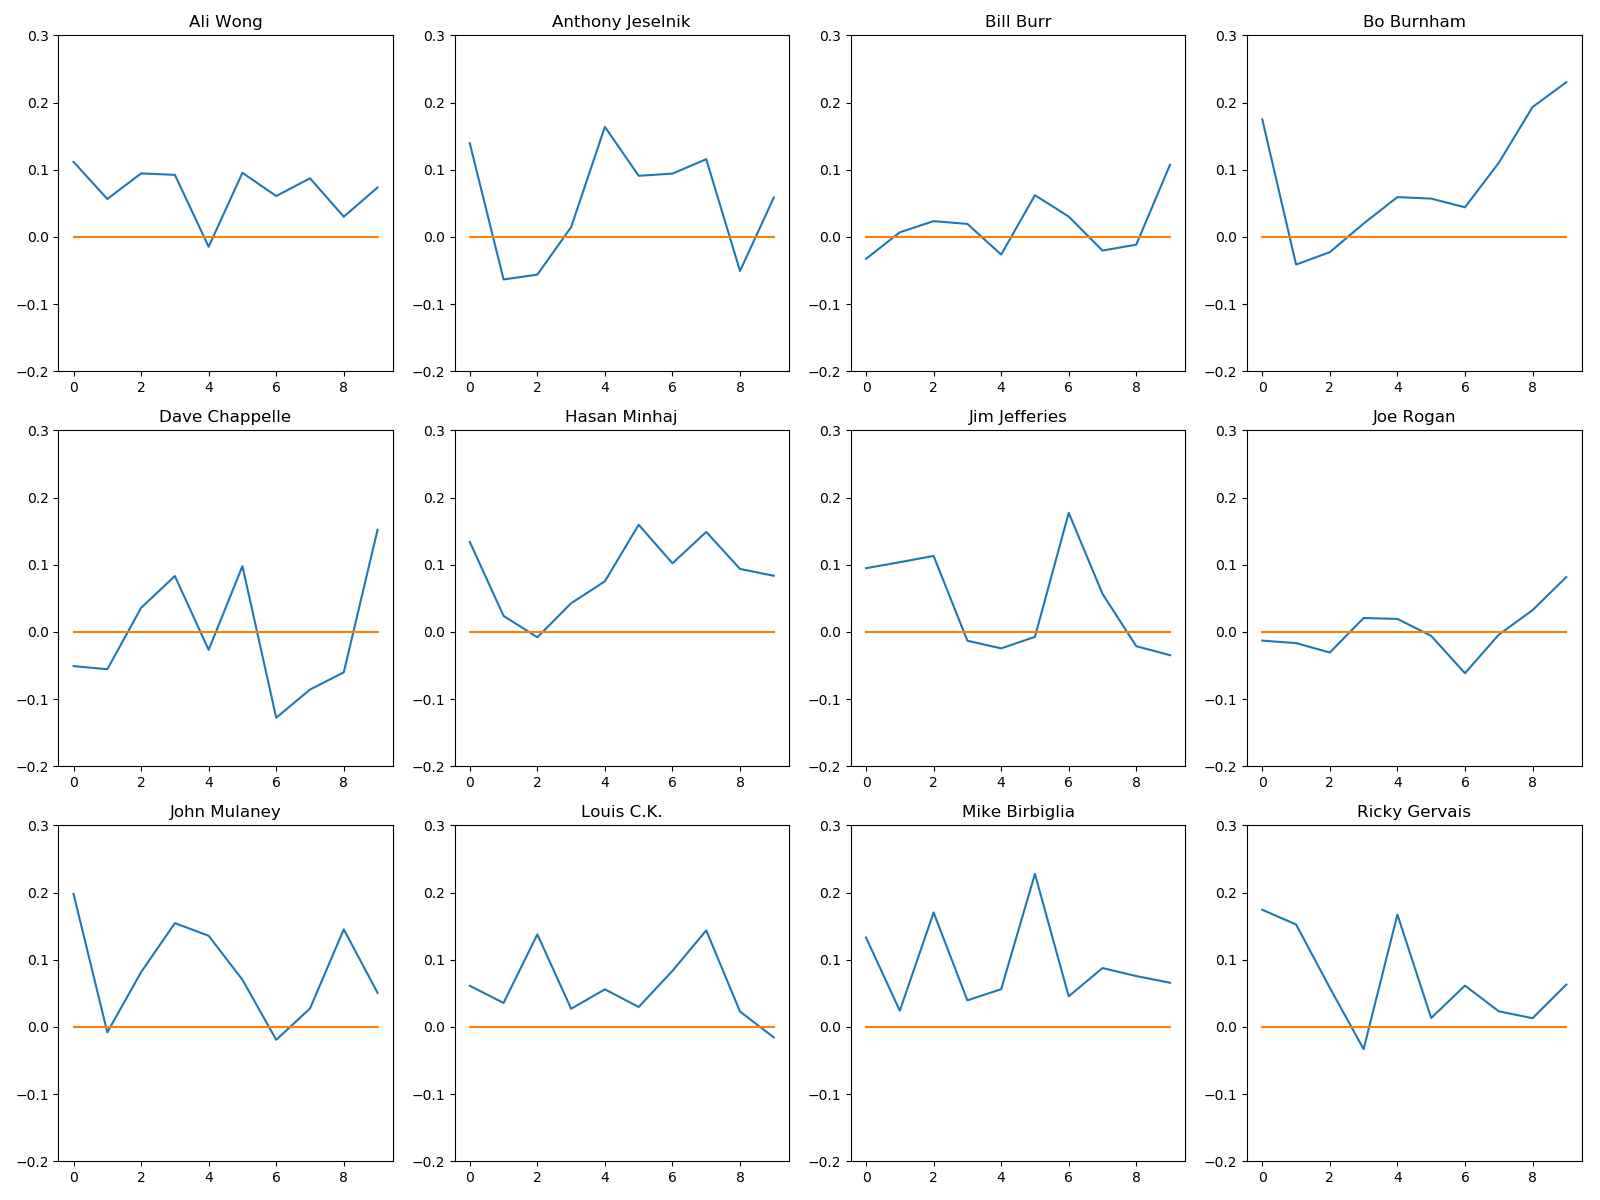 Ali Wong
Anthony Jeselnik
Bill Burr
Bo Burnham
0.3 0.3 0.3 0.3
0.2 0.2 0.2 0.2
0.1 0.1 0.1 0.1
0.0 0.0 0.0 0.0
−0.1 −0.1 −0.1 −0.1
−0.2 −0.2 −0.2 −0.2
0 2 4 6 8 0 2 4 6 8 0 2 4 6 8 0 2 4 6 8
Dave Chappelle
Hasan Minhaj
Jim Jefferies
Joe Rogan
0.3 0.3 0.3 0.3
0.2 0.2 0.2 0.2
0.1 0.1 0.1 0.1
0.0 0.0 0.0 0.0
−0.1 −0.1 −0.1 −0.1
−0.2 −0.2 −0.2 −0.2
0 2 4 6 8 0 2 4 6 8 0 2 4 6 8 0 2 4 6 8
John Mulaney
Louis C.K.
Mike Birbiglia
Ricky Gervais
0.3 0.3 0.3 0.3
0.2 0.2 0.2 0.2
0.1 0.1 0.1 0.1
0.0 0.0 0.0 0.0
−0.1 −0.1 −0.1 −0.1
−0.2 −0.2 −0.2 −0.2
0 2 4 6 8 0 2 4 6 8 0 2 4 6 8 0 2 4 6 8